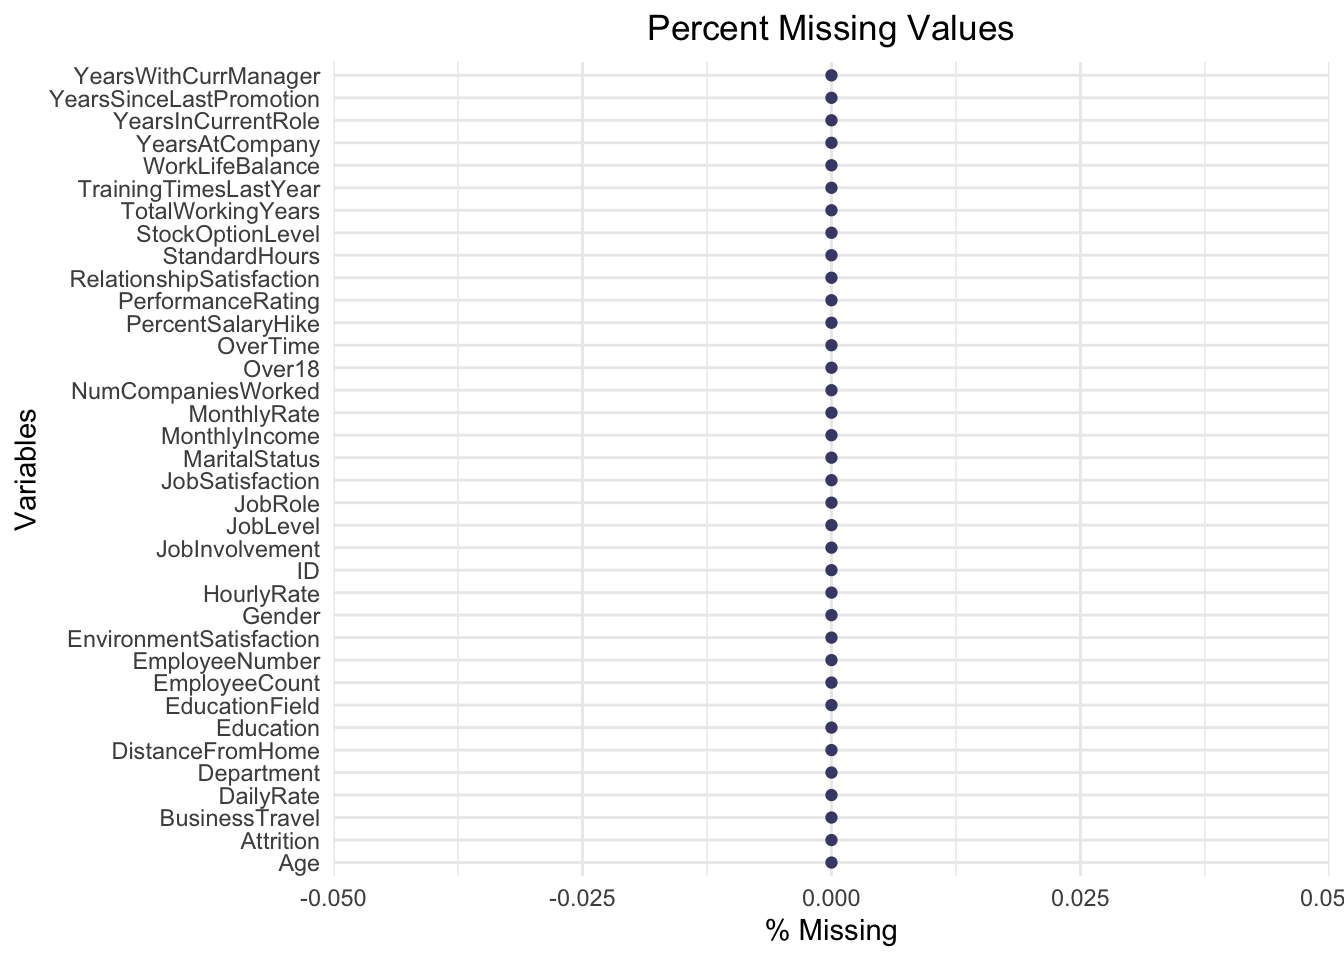 Percent Missing Values
YearsWithCurrManager
YearsSinceLastPromotion
YearsInCurrentRole
YearsAtCompany
WorkLifeBalance
TrainingTimesLastYear
TotalWorkingYears
StockOptionLevel
StandardHours
RelationshipSatisfaction
PerformanceRating
PercentSalaryHike
OverTime
Over18
NumCompaniesWorked
MonthlyRate
MonthlyIncome
MaritalStatus
JobSatisfaction
JobRole
JobLevel
JobInvolvement
ID
HourlyRate
Gender
EnvironmentSatisfaction
EmployeeNumber
EmployeeCount
EducationField
Education
DistanceFromHome
Department
DailyRate
BusinessTravel
Attrition
Age
Variables
-0.050 -0.025 0.000 0.025 0.05
% Missing